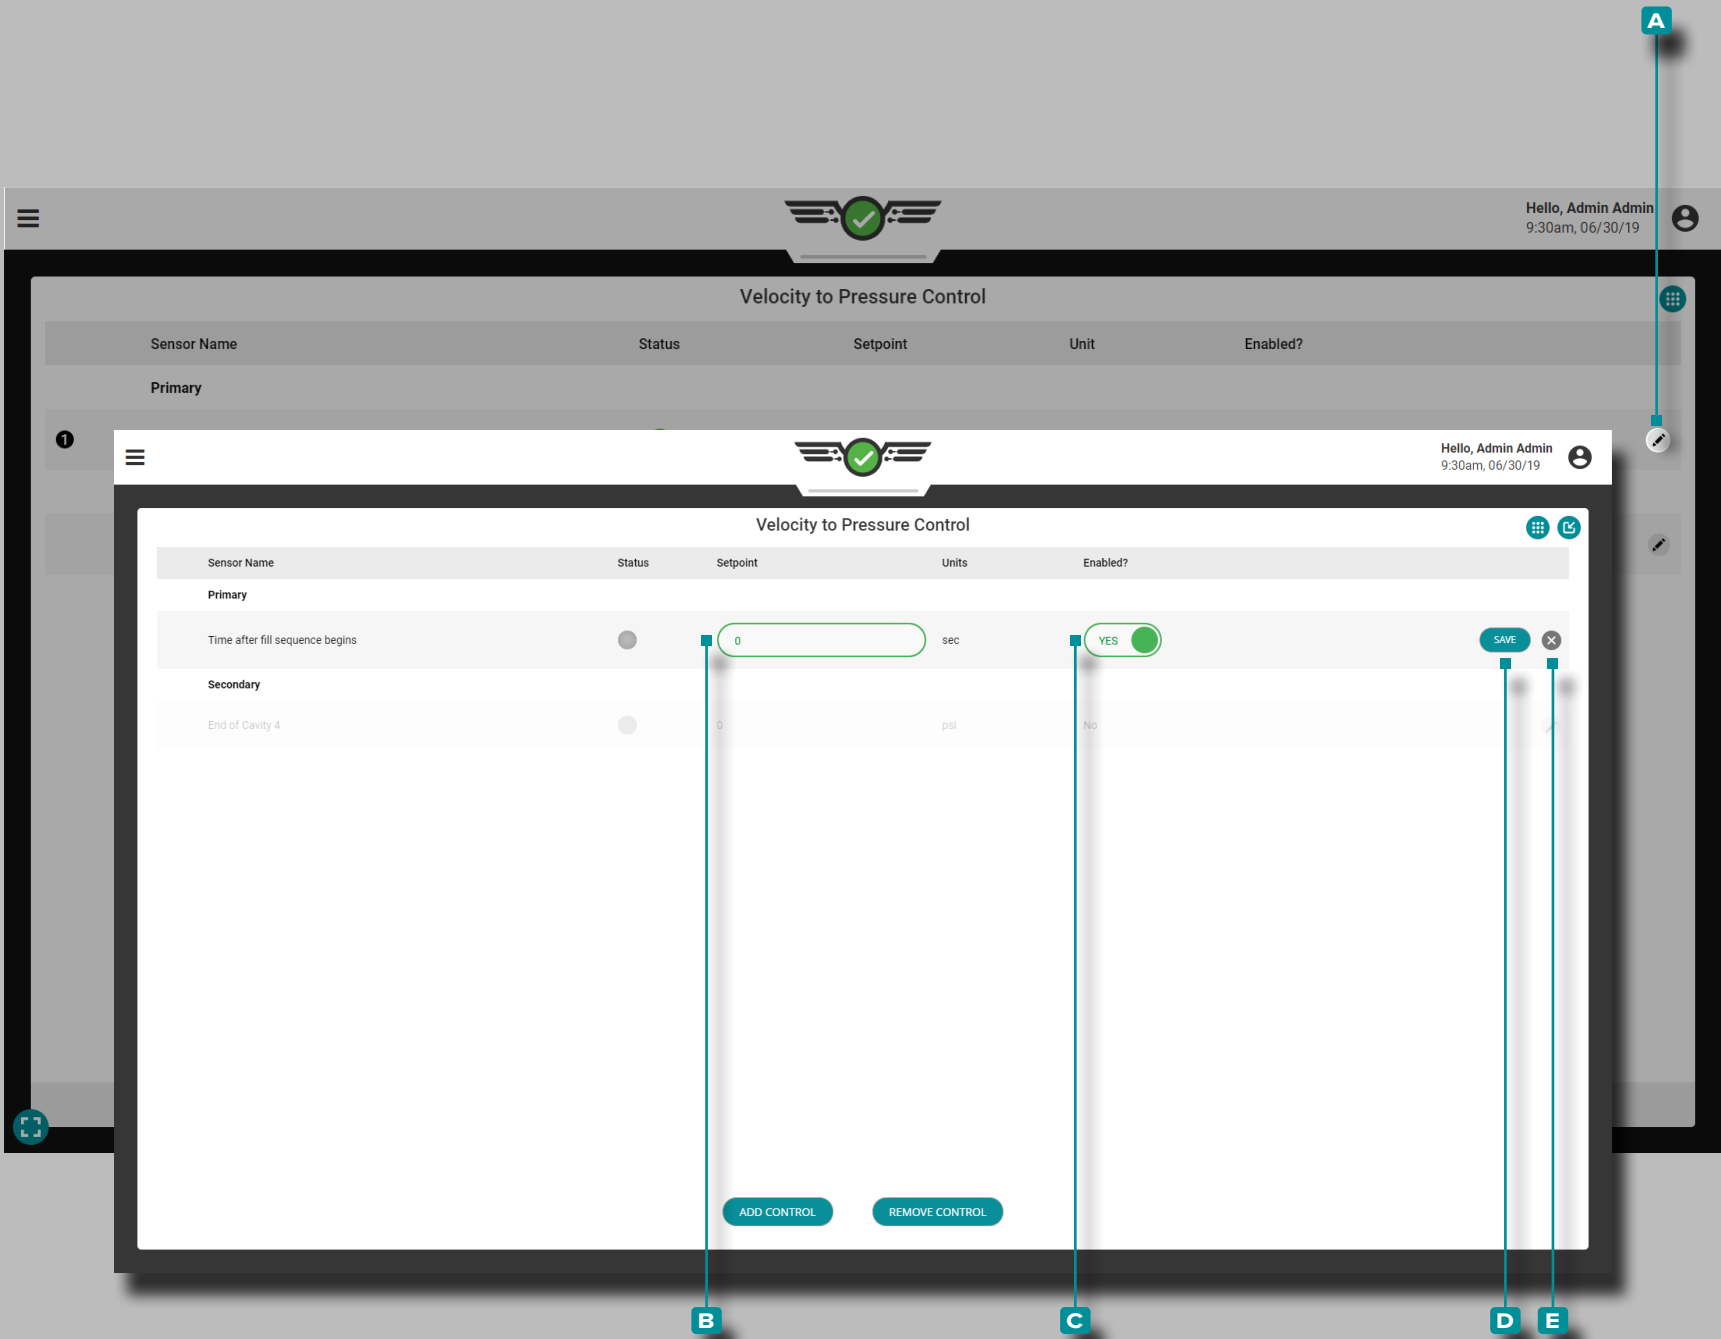 A
Hello, Admin Admin
9:30am, 06/30/19
Velocity to Pressure Control
Sensor Name Status Setpoint Unit Enabled?
Primary
1
Hello, Admin Admin
9:30am, 06/30/19
Velocity to Pressure Control
Sensor Name Status Setpoint Units Enabled?
Primary
Time after fill sequence begins 0 sec YES SAVE
Secondary
End of Cavity 4 0 psi No
ADD CONTROL REMOVE CONTROL
B C D E